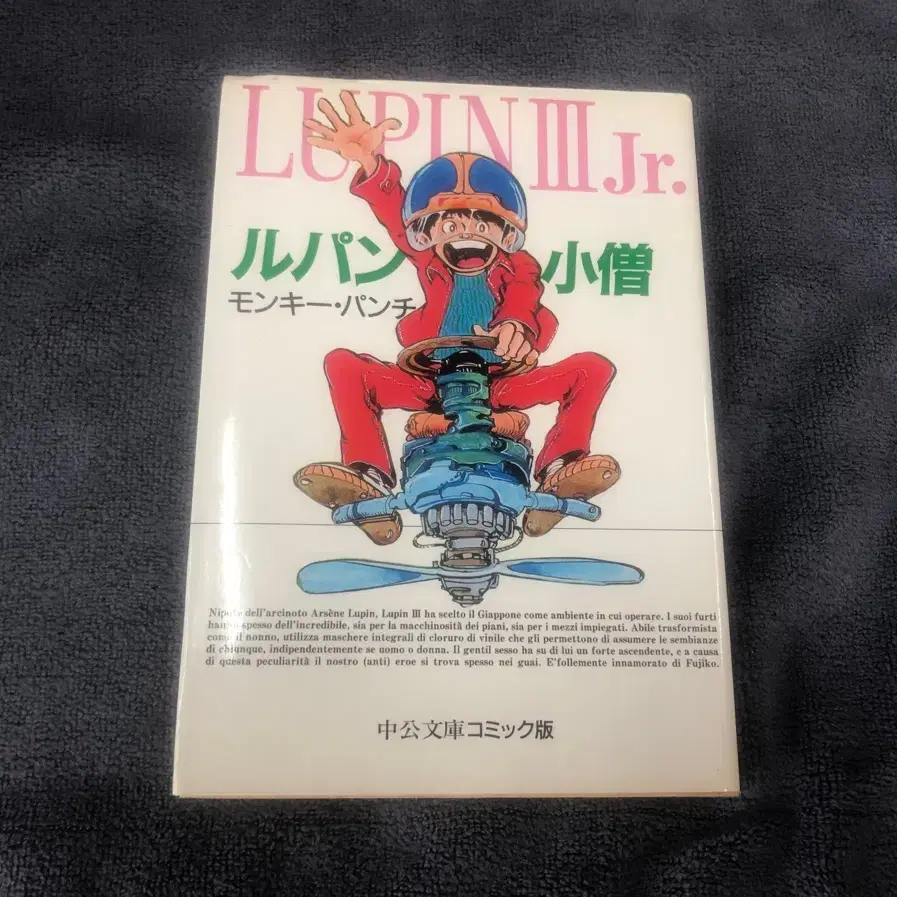 LUPIN III Jr.
ルパン小僧
モンキー・パンチ
Nipote dell'arcinoto Arsène Lupin, Lupin III ha scelto il Giappone come ambiente in cui operare. I suoi furti
hanno spesso dell'incredibile, sia per la macchinosità dei piani, sia per i mezzi impiegati. Abile trasformista
come il nonno, utilizza maschere integrali di cloruro di vinile che gli permettono di assumere le sembianze
di chiunque, indipendentemente se uomo o donna. Il gentil sesso ha su di lui un forte ascendente, e a causa
di questa peculiarità il nostro (anti) eroe si trova spesso nei guai. E'follemente innamorato di Fujiko.
中公文庫コミック版